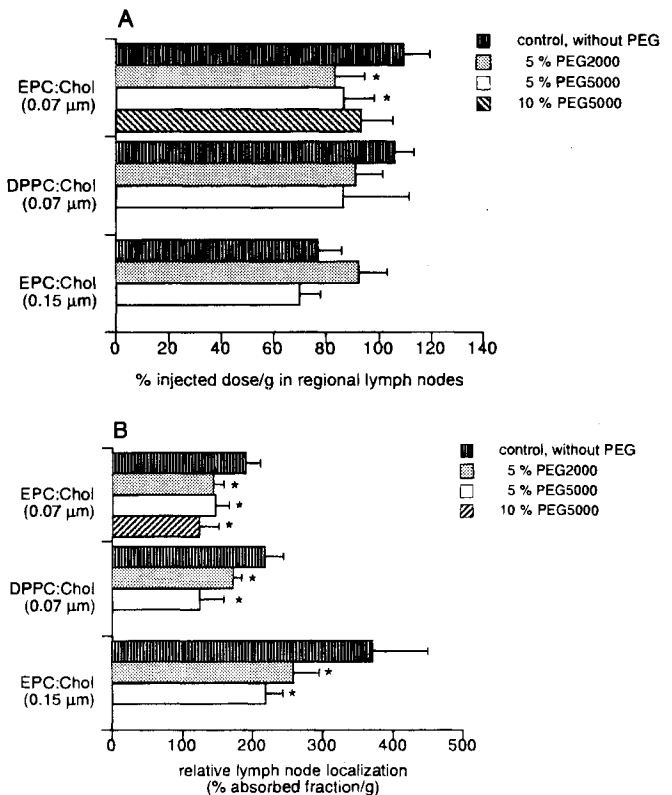 A
control, without PEG
5 % PEG2000
5 % PEG5000
10 % PEG5000
EPC:Chol
(0.07 µm)
*
*
DPPC:Chol
(0.07 µm)
EPC:Chol
(0.15 µm)
0 20 40 60 80 100 120 140
% injected dose/g in regional lymph nodes
B
control, without PEG
5 % PEG2000
5 % PEG5000
10 % PEG5000
EPC:Chol
(0.07 µm)
*
*
*
DPPC:Chol
(0.07 µm)
*
*
EPC:Chol
(0.15 µm)
*
*
0 100 200 300 400 500
relative lymph node localization
(% absorbed fraction/g)